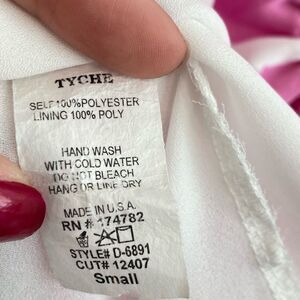 TYCHE
SELF 100%POLYESTER
LINING 100% POLY
HAND WASH
WITH COLD WATER
DO NOT BLEACH
HANG OR LINE DRY
MADE IN U.S.A.
RN # 174782
STYLE# D-6891
CUT# 12407
Small